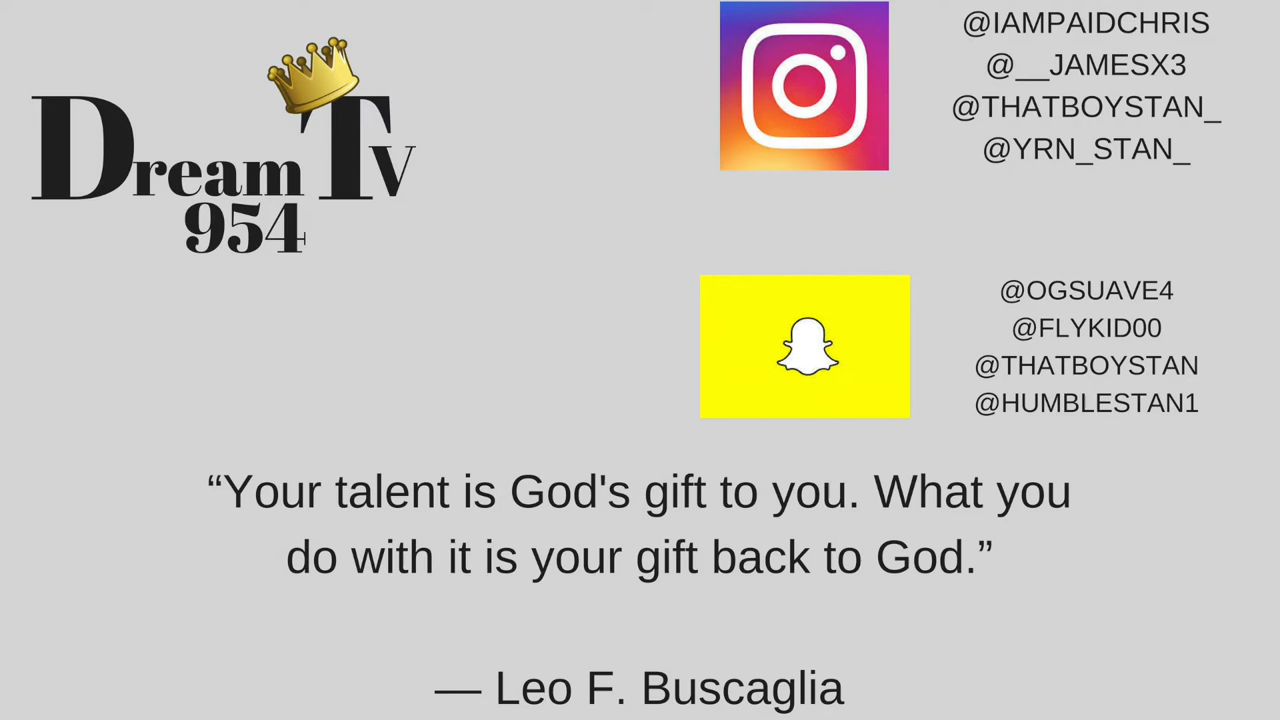 Dream TV
954
@IAMPAIDCHRIS
@__JAMESX3
@THATBOYSTAN_
@YRN_STAN_
@OGSUAVE4
@FLYKID00
@THATBOYSTAN
@HUMBLESTAN1
“Your talent is God's gift to you. What you
do with it is your gift back to God.”
— Leo F. Buscaglia